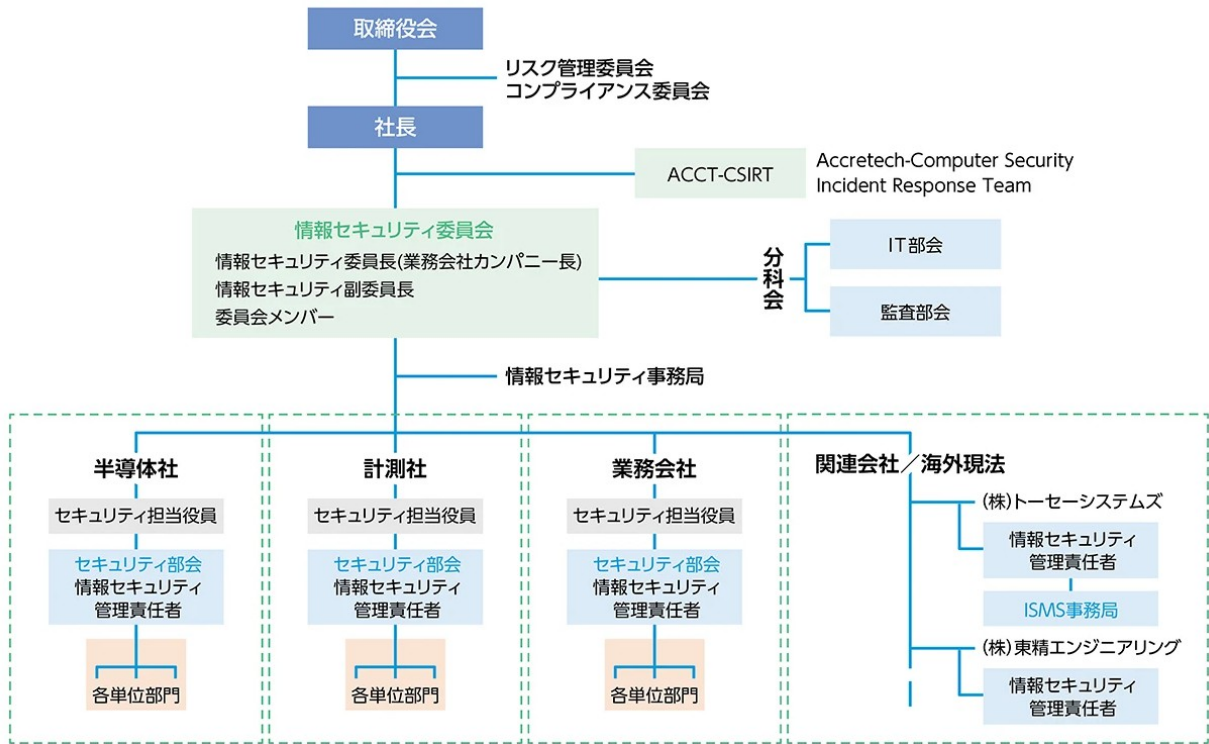 取締役会
リスク管理委員会
コンプライアンス委員会
社長
ACCT-CSIRT
Accretech-Computer Security
Incident Response Team
情報セキュリティ委員会
情報セキュリティ委員長(業務会社カンパニー長)
情報セキュリティ副委員長
委員会メンバー
分科会
IT部会
監査部会
情報セキュリティ事務局
半導体社
セキュリティ担当役員
セキュリティ部会
情報セキュリティ
管理責任者
各単位部門
計測社
セキュリティ担当役員
セキュリティ部会
情報セキュリティ
管理責任者
各単位部門
業務会社
セキュリティ担当役員
セキュリティ部会
情報セキュリティ
管理責任者
各単位部門
関連会社／海外現法
(株)トーセーシステムズ
情報セキュリティ
管理責任者
ISMS事務局
(株)東精エンジニアリング
情報セキュリティ
管理責任者